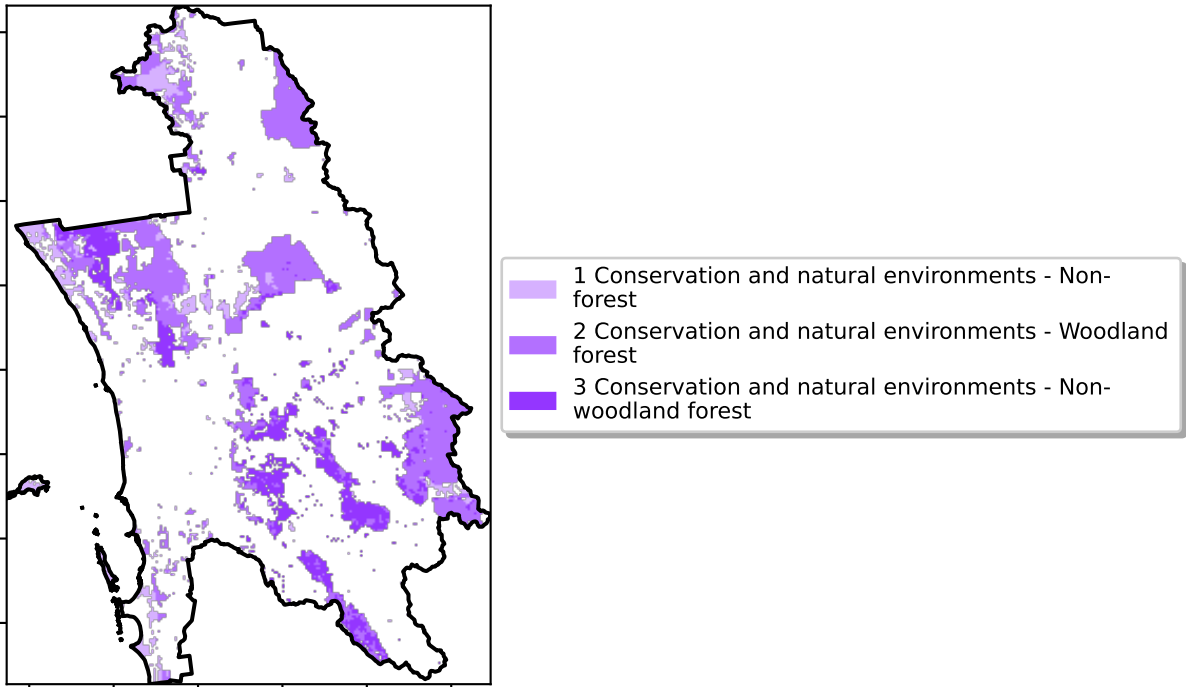 1 Conservation and natural environments - Non-
forest
2 Conservation and natural environments - Woodland
forest
3 Conservation and natural environments - Non-
woodland forest